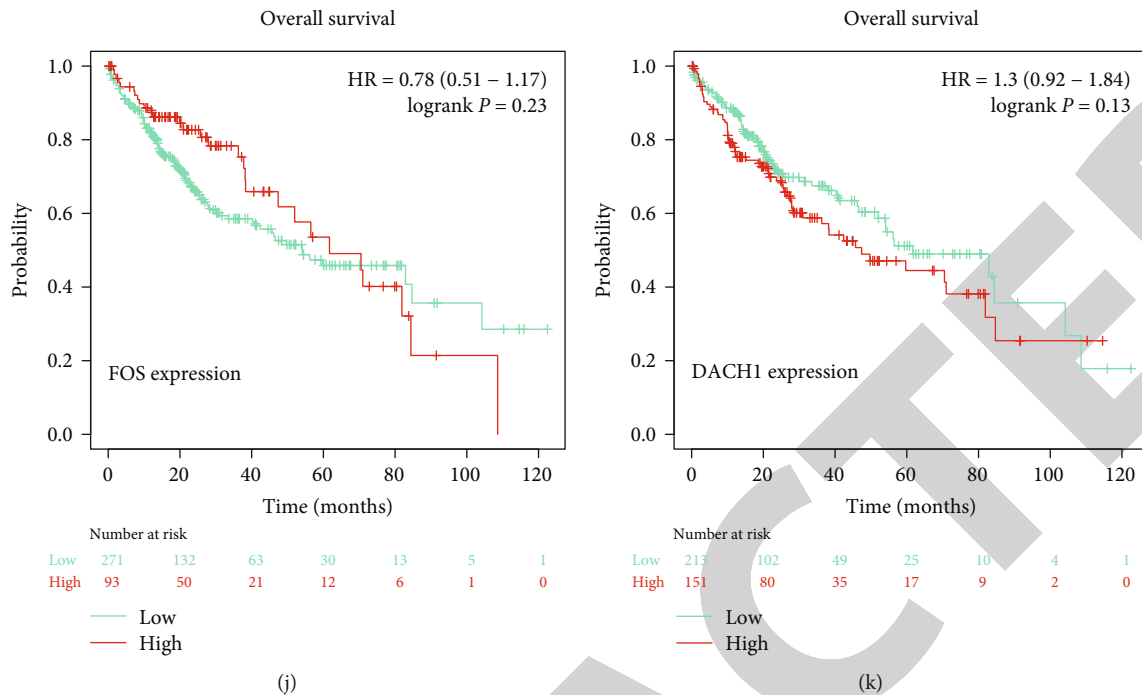 Overall survival
HR = 0.78 (0.51 − 1.17)
logrank P = 0.23
1.0
0.8
0.6
0.4
0.2
0.0
Probability
FOS expression
0 20 40 60 80 100 120
Time (months)
Number at risk
Low 271 132 63 30 13 5 1
High 93 50 21 12 6 1 0
Low
High
(j)
Overall survival
HR = 1.3 (0.92 − 1.84)
logrank P = 0.13
1.0
0.8
0.6
0.4
0.2
0.0
Probability
DACH1 expression
0 20 40 60 80 100 120
Time (months)
Number at risk
Low 213 102 49 25 10 4 1
High 151 80 35 17 9 2 0
Low
High
(k)
CTE